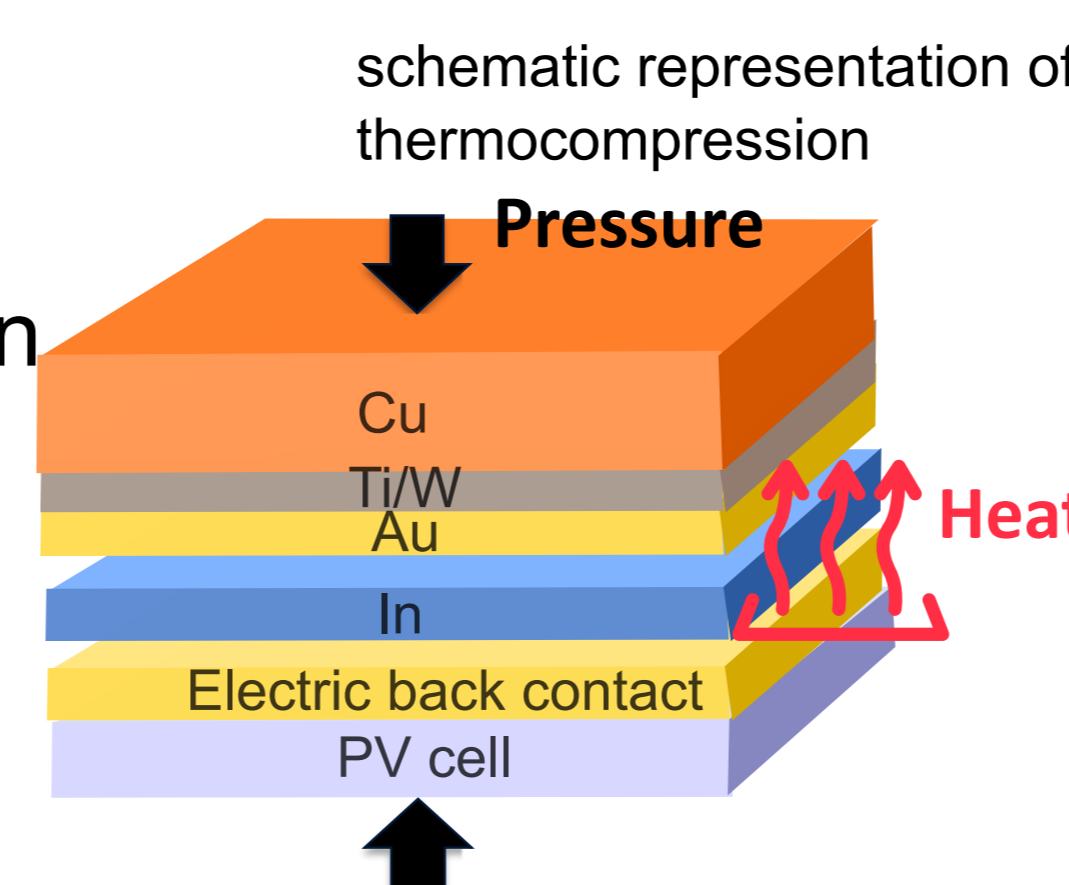 schematic representation of
thermocompression
Pressure
n
Cu
Ti/W
Au
Heat
In
Electric back contact
PV cell